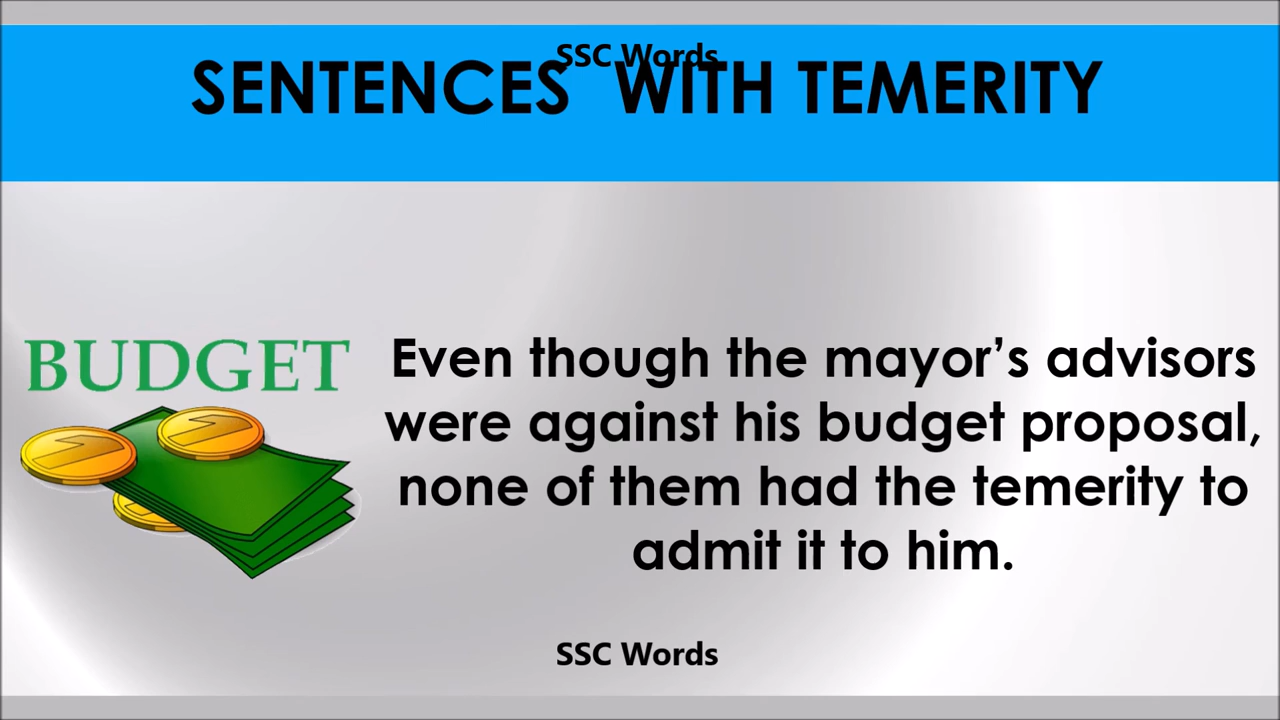 SSC Words
SENTENCES WITH TEMERITY
BUDGET
Even though the mayor’s advisors
were against his budget proposal,
none of them had the temerity to
admit it to him.
SSC Words